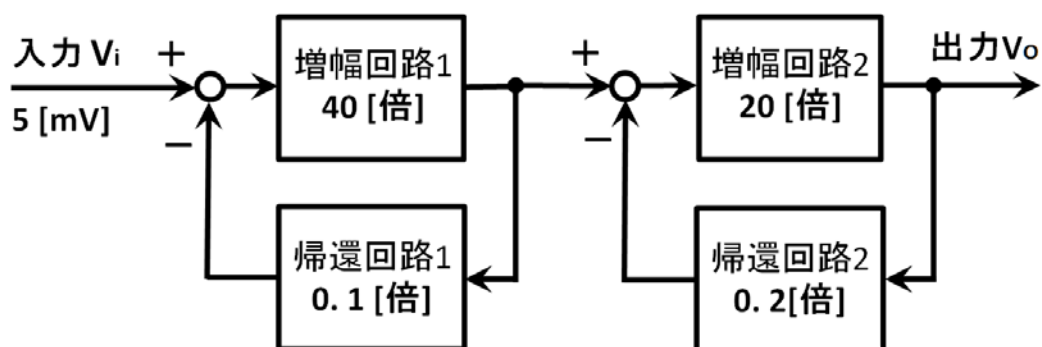 入力 Vi
5 [mV]
+
−
増幅回路1
40 [倍]
帰還回路1
0. 1 [倍]
+
−
増幅回路2
20 [倍]
帰還回路2
0. 2[倍]
出力Vo